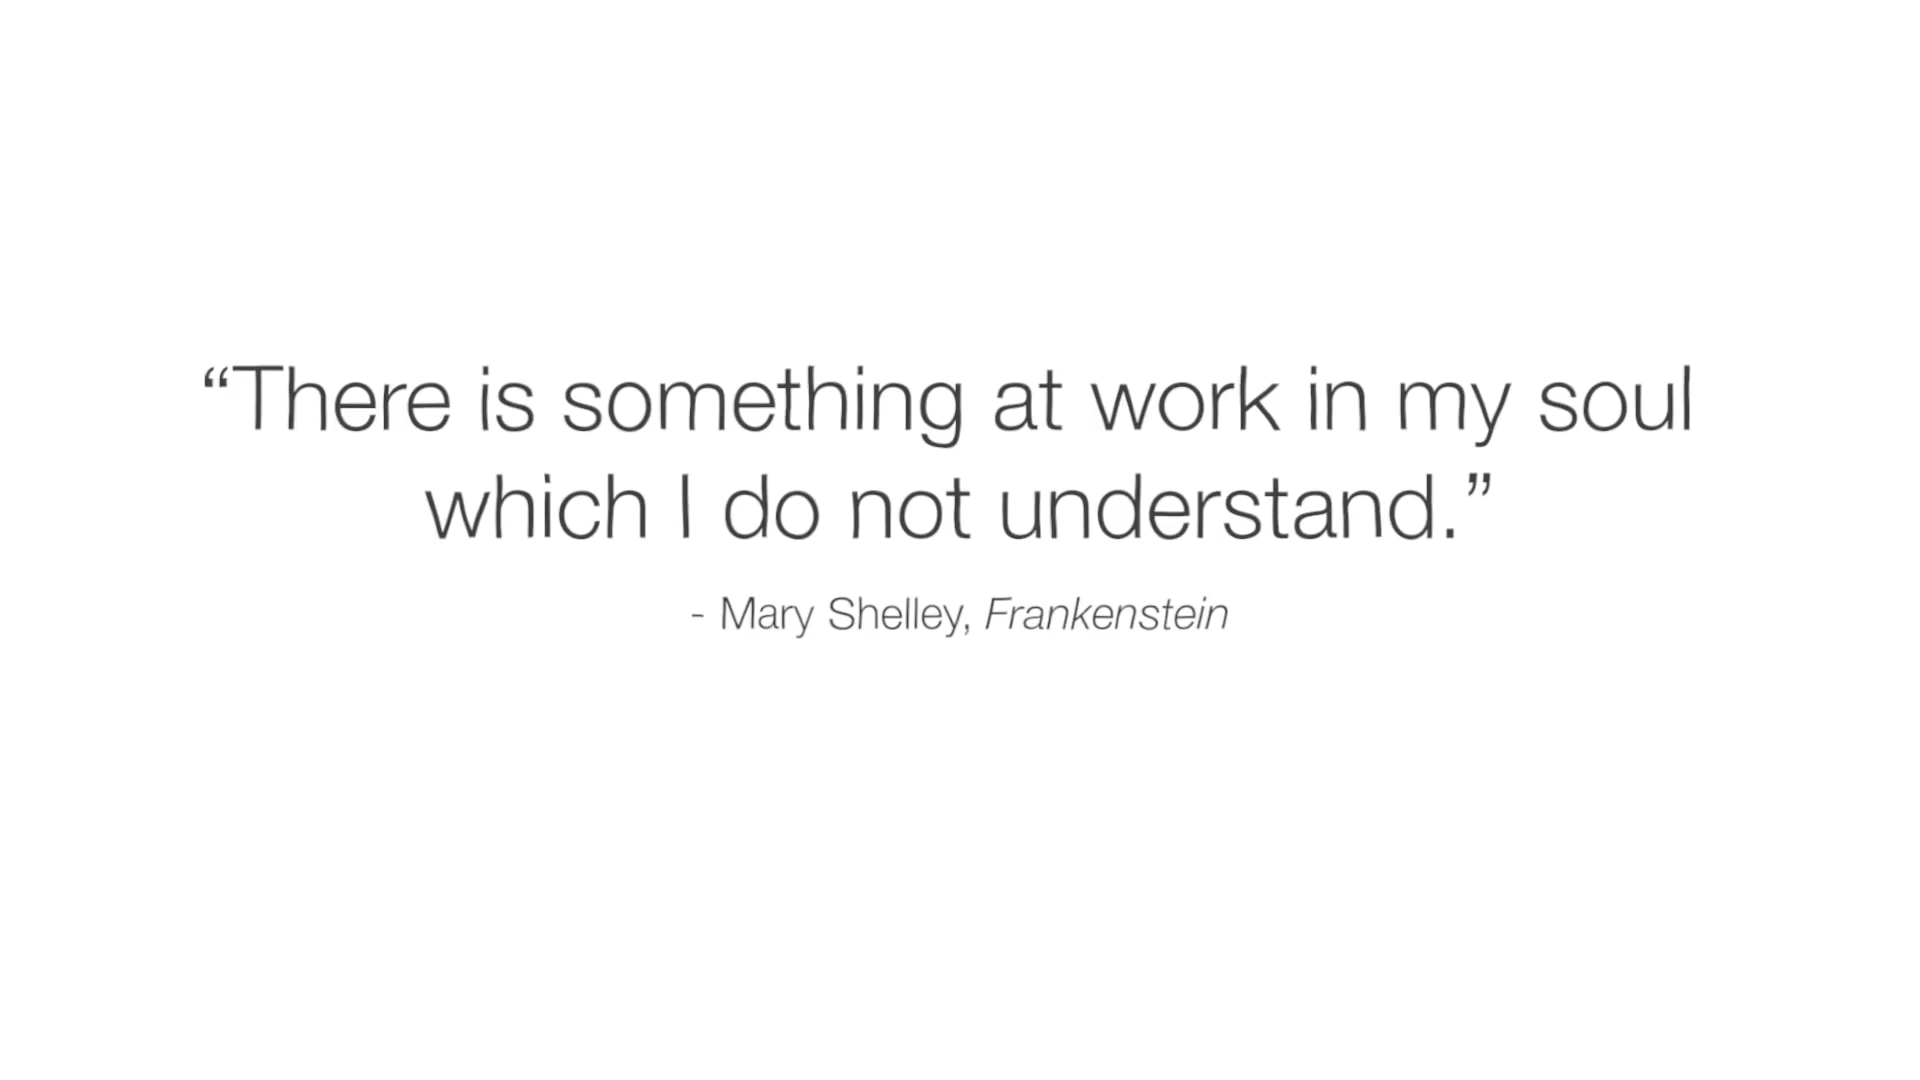 “There is something at work in my soul
which I do not understand.”
- Mary Shelley, Frankenstein